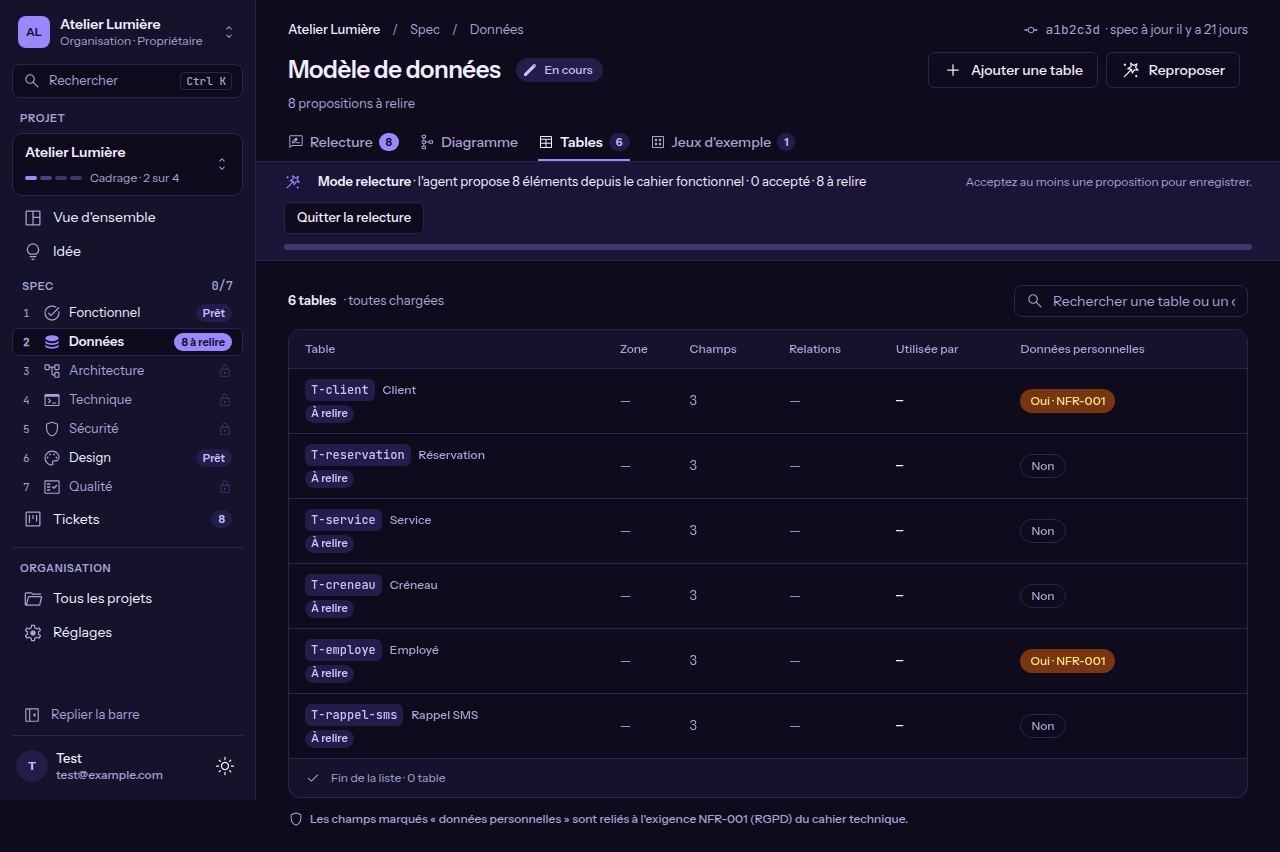 AL
Atelier Lumière
Organisation · Propriétaire
Rechercher
Ctrl K
PROJET
Atelier Lumière
Cadrage · 2 sur 4
Vue d'ensemble
Idée
SPEC 0/7
1 Fonctionnel Prêt
2 Données 8 à relire
3 Architecture
4 Technique
5 Sécurité
6 Design Prêt
7 Qualité
Tickets 8
ORGANISATION
Tous les projets
Réglages
Replier la barre
T
Test
test@example.com
Atelier Lumière / Spec / Données
a1b2c3d · spec à jour il y a 21 jours
Modèle de données
En cours
Ajouter une table
Reproposer
8 propositions à relire
Relecture 8
Diagramme
Tables 6
Jeux d'exemple 1
Mode relecture · l'agent propose 8 éléments depuis le cahier fonctionnel · 0 accepté · 8 à relire
Acceptez au moins une proposition pour enregistrer.
Quitter la relecture
6 tables · toutes chargées
Rechercher une table ou un c
Table Zone Champs Relations Utilisée par Données personnelles
T-client Client
À relire
— 3 — — Oui · NFR-001
T-reservation Réservation
À relire
— 3 — — Non
T-service Service
À relire
— 3 — — Non
T-creneau Créneau
À relire
— 3 — — Non
T-employe Employé
À relire
— 3 — — Oui · NFR-001
T-rappel-sms Rappel SMS
À relire
— 3 — — Non
Fin de la liste · 0 table
Les champs marqués « données personnelles » sont reliés à l'exigence NFR-001 (RGPD) du cahier technique.